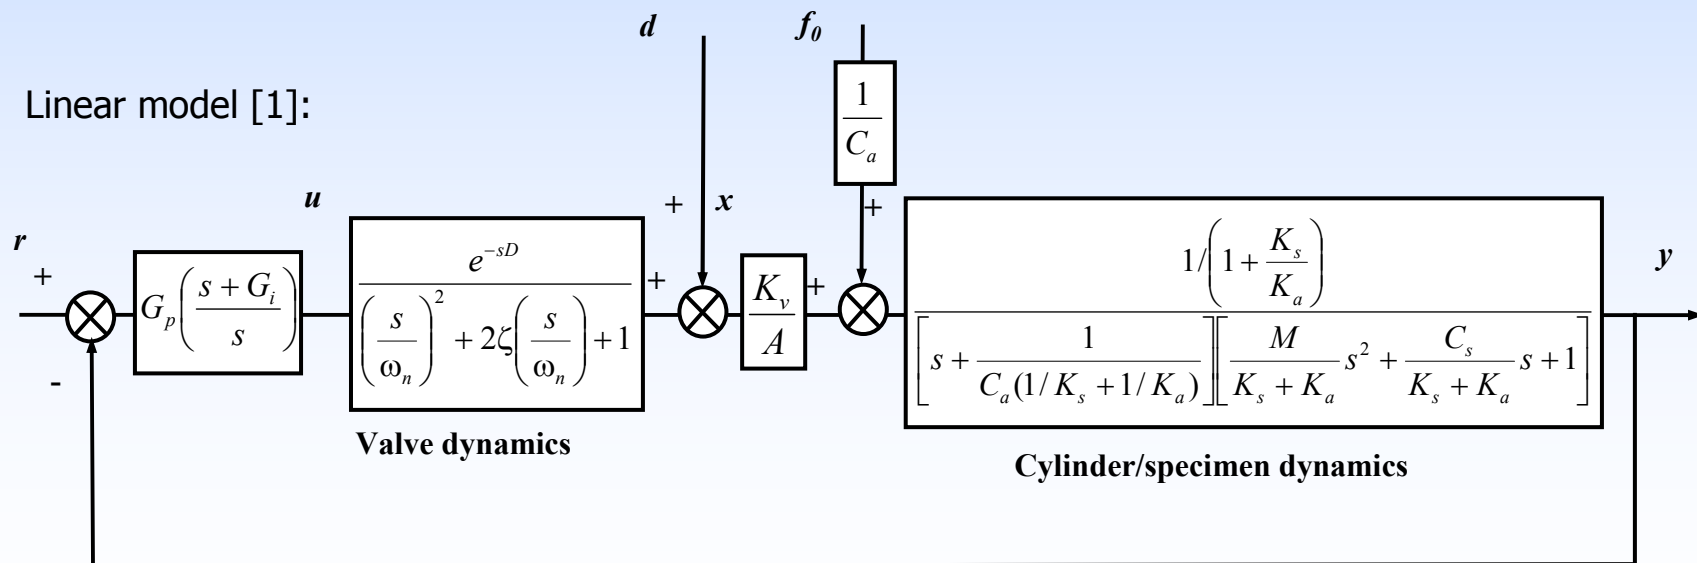 d
f₀
Linear model [1]:
1
C_a
u
+
x
+
r
+
G_p(
s + G_i
s
)
e^{-sD}
(s/ω_n)² + 2ζ(s/ω_n) + 1
+
K_v
A
+
1/(1 + K_s/K_a)
[s + 1/(C_a(1/K_s + 1/K_a))][M/(K_s + K_a) s² + C_s/(K_s + K_a) s + 1]
y
-
Valve dynamics
Cylinder/specimen dynamics